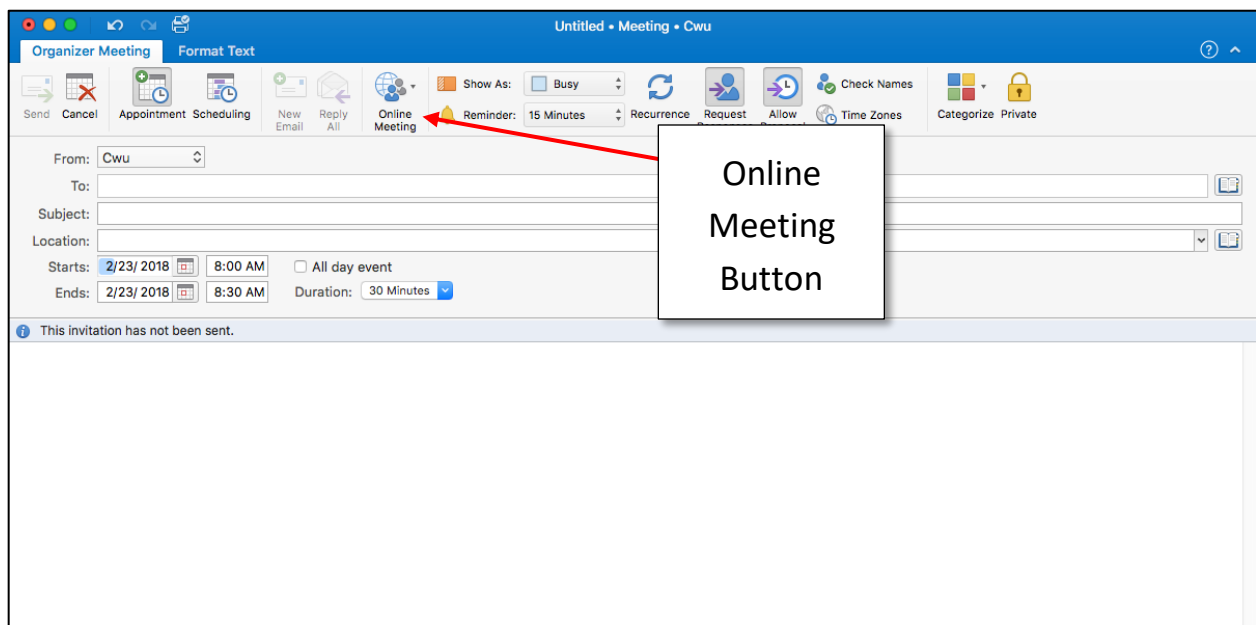 Untitled • Meeting • Cwu
Organizer Meeting Format Text
Send Cancel Appointment Scheduling New Email Reply All Online Meeting
Show As: Busy
Reminder: 15 Minutes
Recurrence Request Allow
Check Names
Time Zones
Categorize Private
From: Cwu
To:
Subject:
Location:
Starts: 2/23/2018 8:00 AM All day event
Ends: 2/23/2018 8:30 AM Duration: 30 Minutes
Online
Meeting
Button
This invitation has not been sent.